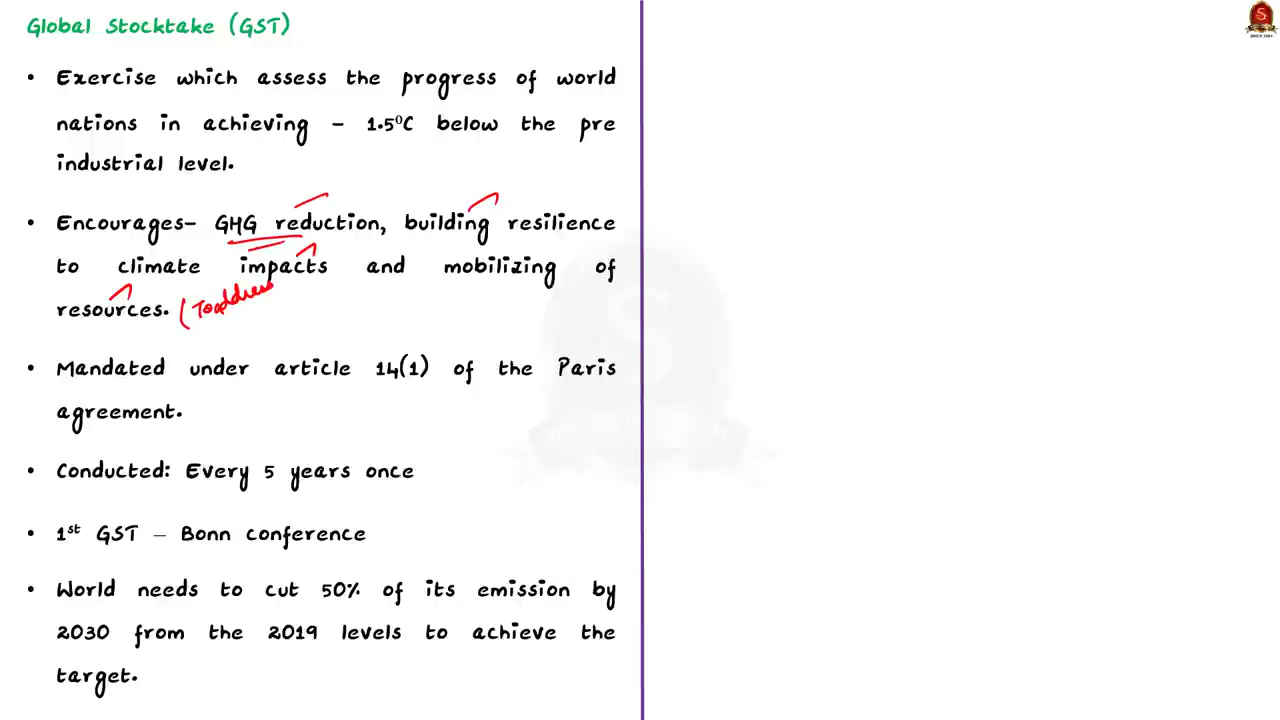 Global Stocktake (GST)
• Exercise which assess the progress of world
nations in achieving – 1.5⁰C below the pre
industrial level.
• Encourages– GHG reduction, building resilience
to climate impacts and mobilizing of
resources. (To address
• Mandated under article 14(1) of the Paris
agreement.
• Conducted: Every 5 years once
• 1st GST – Bonn conference
• World needs to cut 50% of its emission by
2030 from the 2019 levels to achieve the
target.